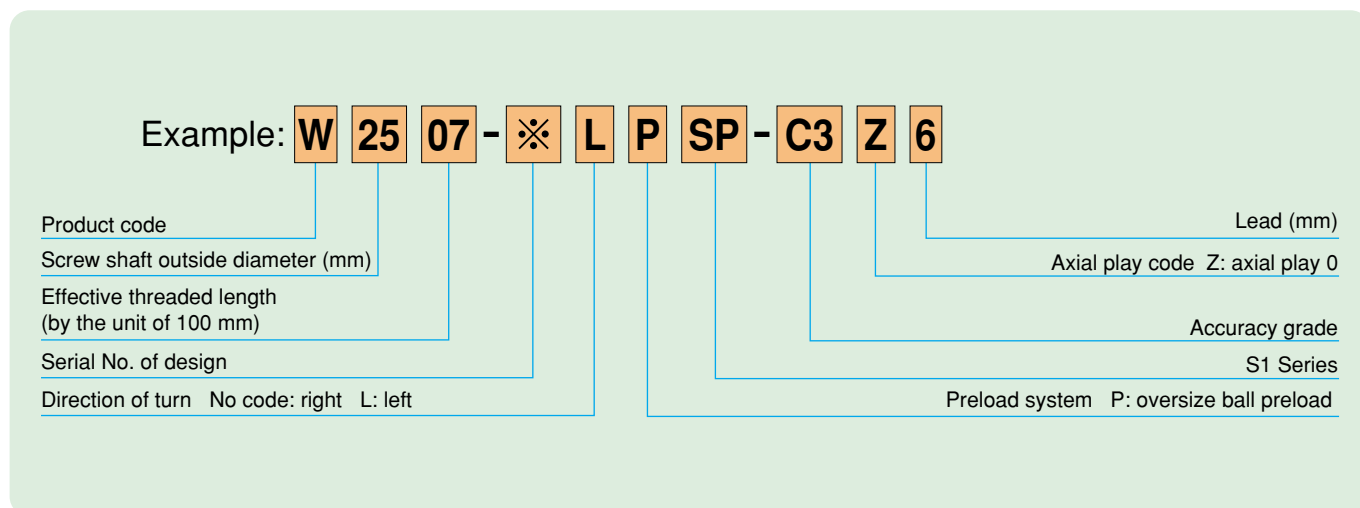 Example: W 25 07 - ※ L P SP - C3 Z 6
Product code
Screw shaft outside diameter (mm)
Effective threaded length
(by the unit of 100 mm)
Serial No. of design
Direction of turn No code: right L: left
Lead (mm)
Axial play code Z: axial play 0
Accuracy grade
S1 Series
Preload system P: oversize ball preload